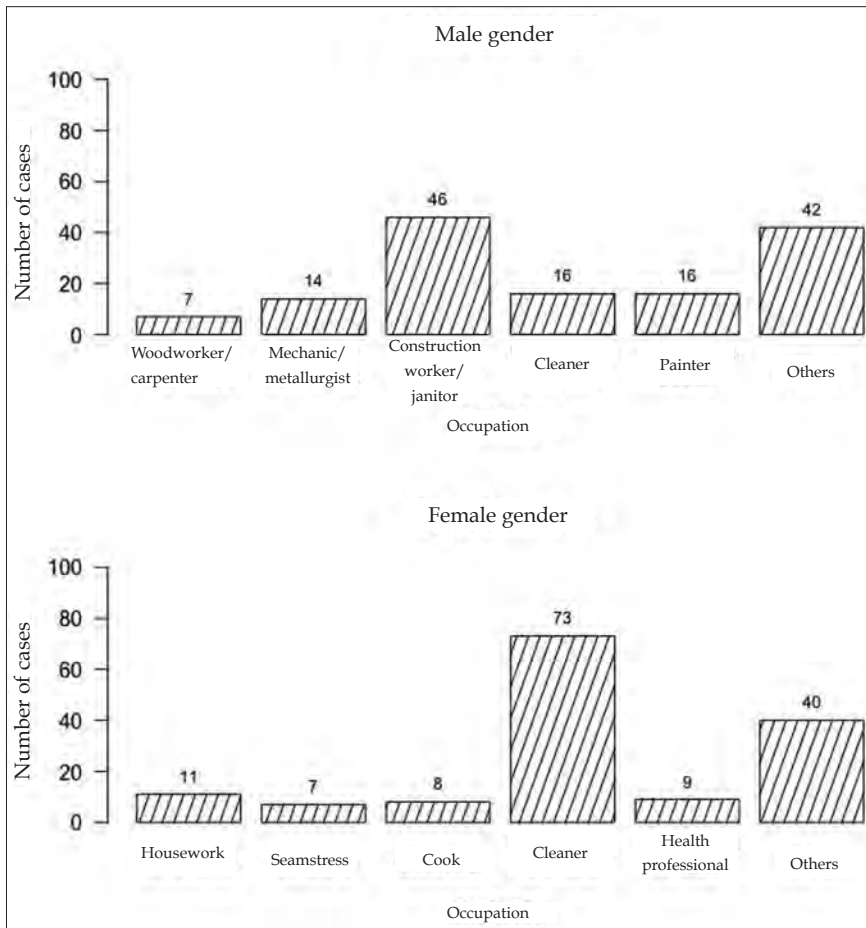 Male gender
Number of cases
100
80
60
40
20
0
7
14
46
16
16
42
Woodworker/
carpenter
Mechanic/
metallurgist
Construction
worker/
janitor
Cleaner
Painter
Others
Occupation
Female gender
Number of cases
100
80
60
40
20
0
11
7
8
73
9
40
Housework
Seamstress
Cook
Cleaner
Health
professional
Others
Occupation